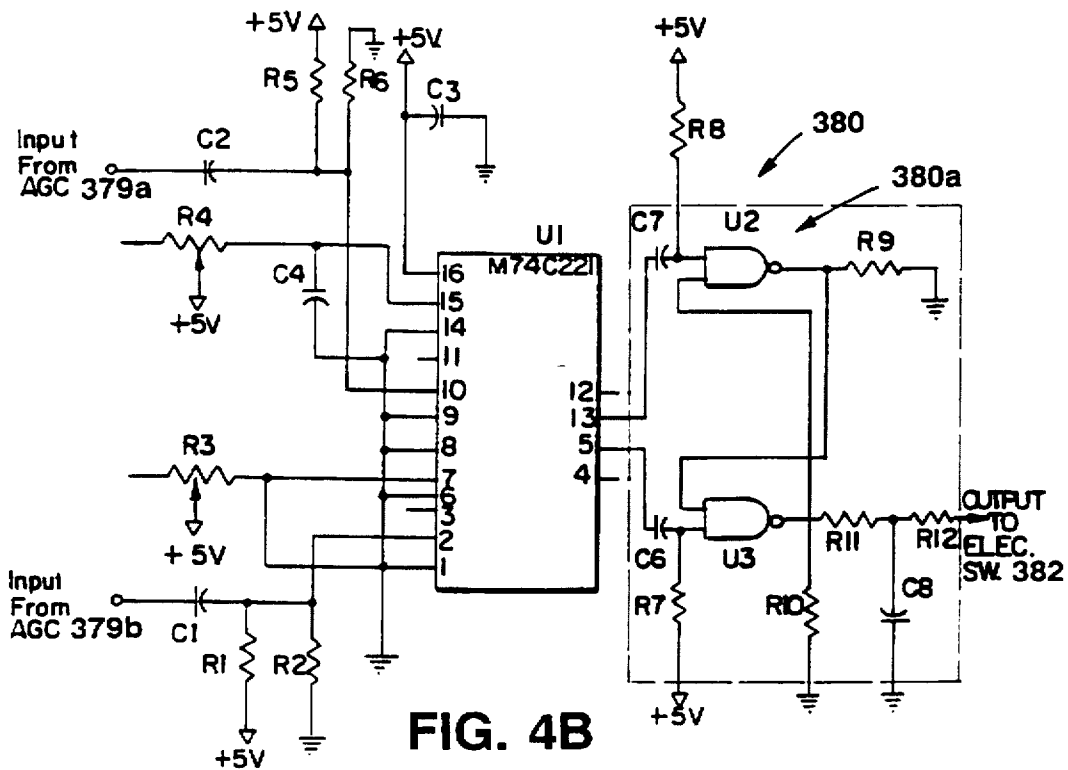 +5V
+5V
+5V
R5
R6
C3
R8
380
Input
From
AGC 379a
C2
380a
R4
C7
U2
R9
U1
M74C221
C4
+5V
16
15
14
11
10
12
9
13
8
5
R3
7
4
6
3
+5V
2
1
C6
U3
R11
R12
OUTPUT
TO
ELEC.
SW. 382
Input
From
AGC 379b
C1
R7
R10
C8
R1
R2
+5V
+5V
FIG. 4B